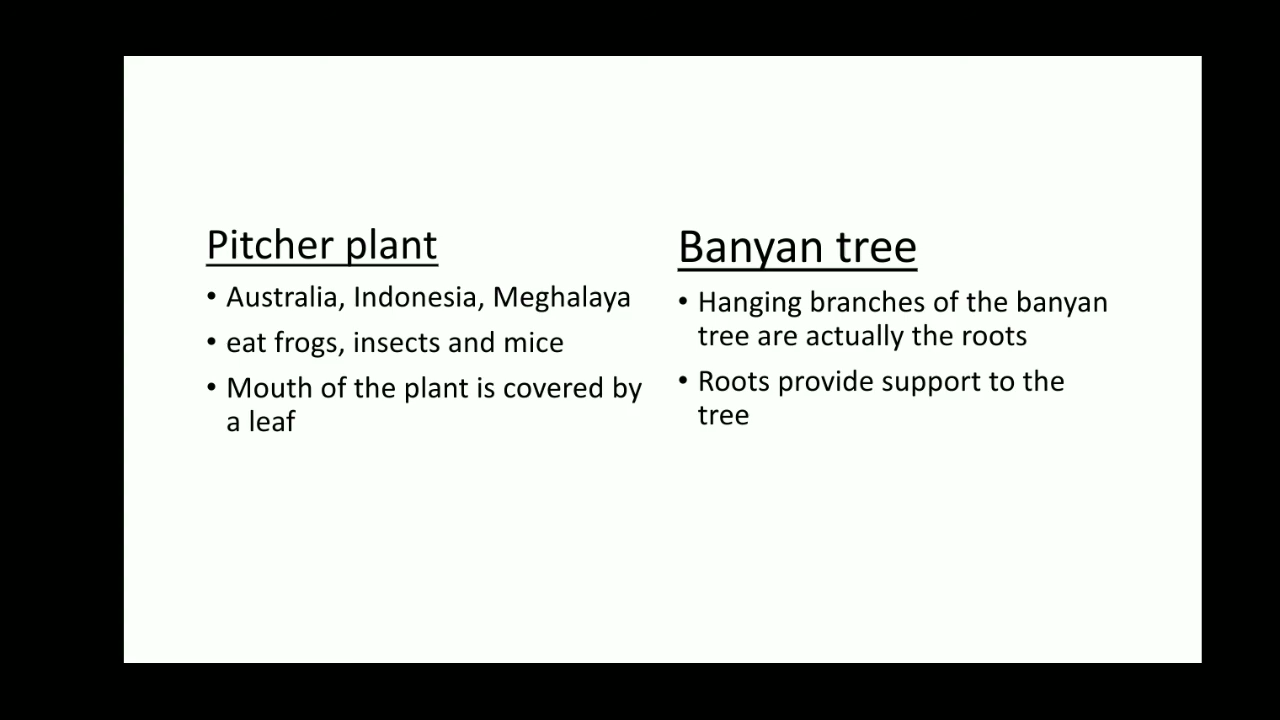 Pitcher plant
• Australia, Indonesia, Meghalaya
• eat frogs, insects and mice
• Mouth of the plant is covered by
a leaf
Banyan tree
• Hanging branches of the banyan
tree are actually the roots
• Roots provide support to the
tree